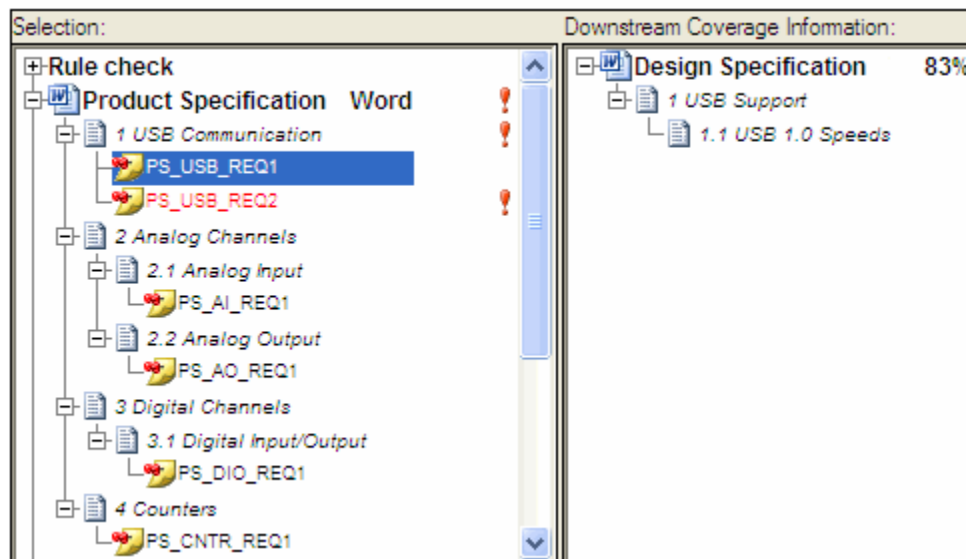 Selection:
Rule check
Product Specification Word
1 USB Communication
PS_USB_REQ1
PS_USB_REQ2
2 Analog Channels
2.1 Analog Input
PS_AI_REQ1
2.2 Analog Output
PS_AO_REQ1
3 Digital Channels
3.1 Digital Input/Output
PS_DIO_REQ1
4 Counters
PS_CNTR_REQ1
Downstream Coverage Information:
Design Specification 83%
1 USB Support
1.1 USB 1.0 Speeds